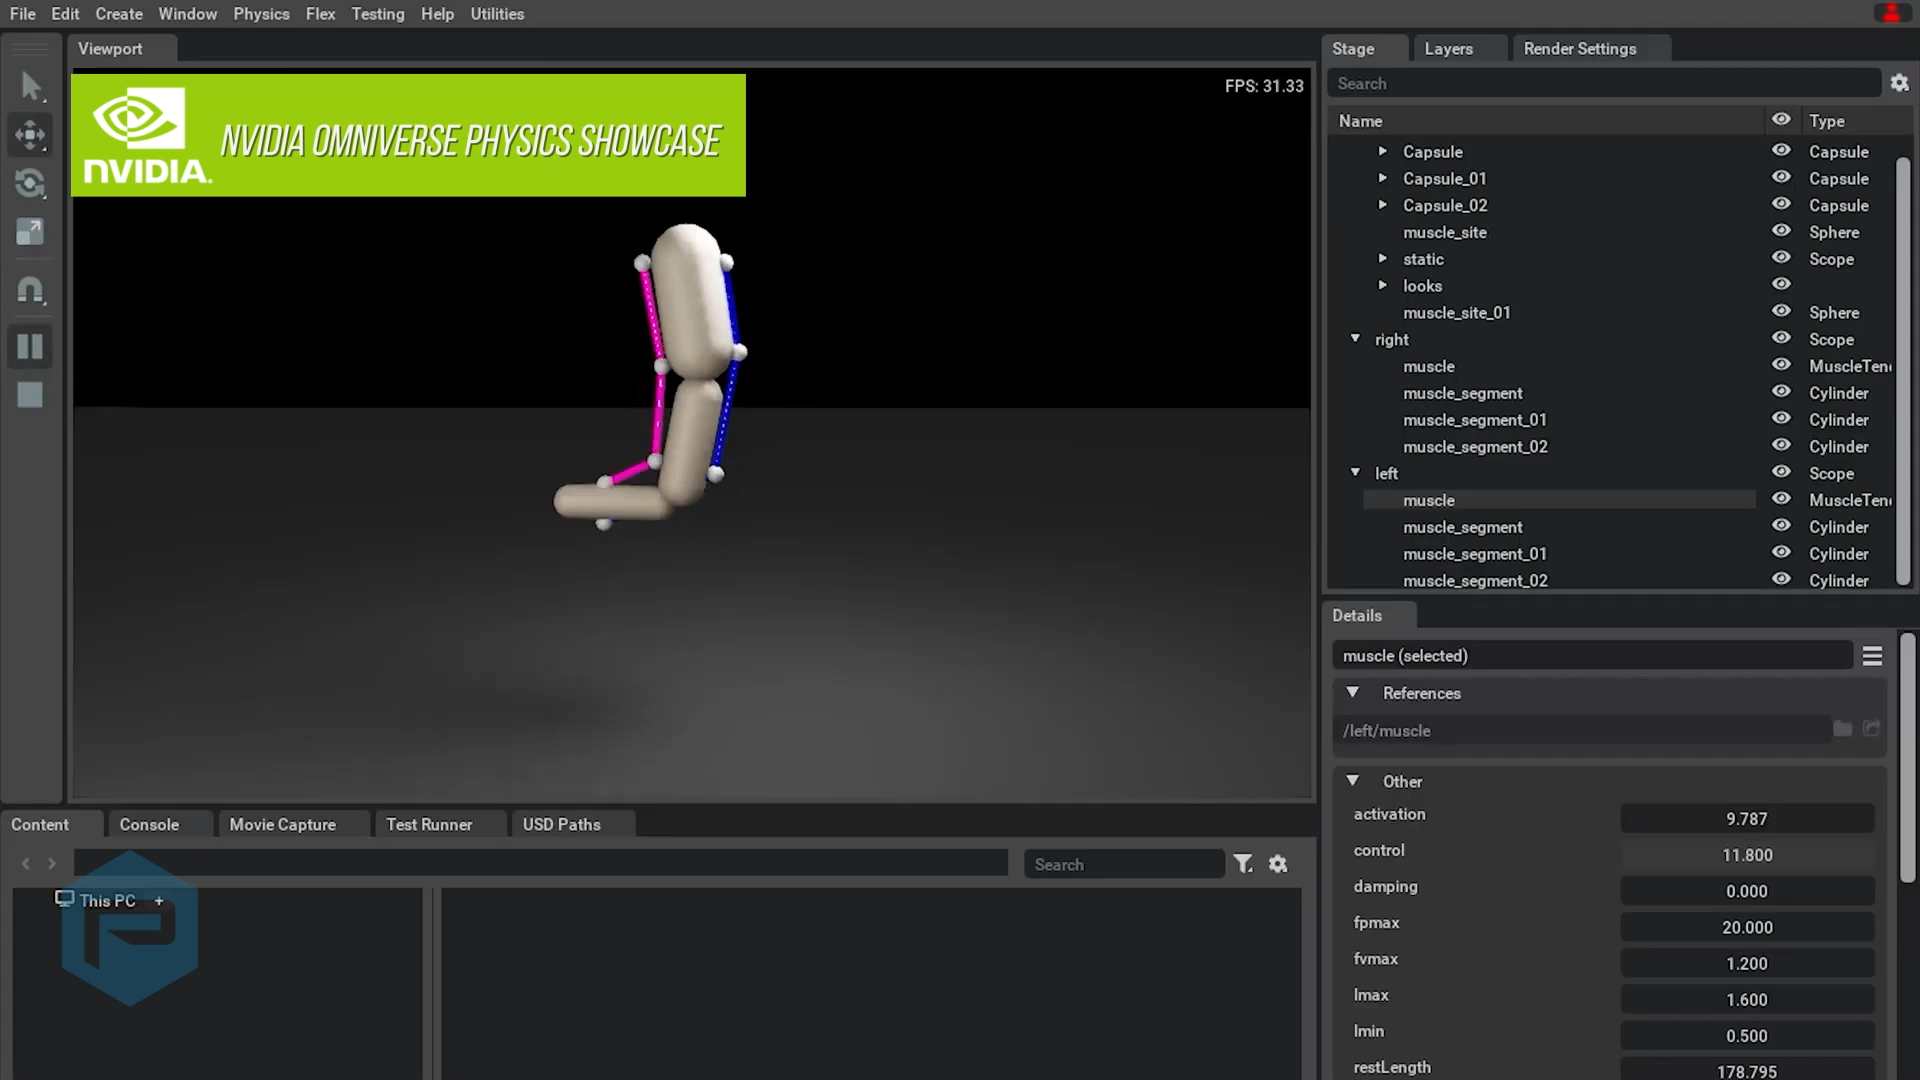 File Edit Create Window Physics Flex Testing Help Utilities
Viewport
FPS: 31.33
NVIDIA OMNIVERSE PHYSICS SHOWCASE
NVIDIA.
Stage Layers Render Settings
Search
Name Type
Capsule Capsule
Capsule_01 Capsule
Capsule_02 Capsule
muscle_site Sphere
static Scope
looks
muscle_site_01 Sphere
right Scope
muscle MuscleTen
muscle_segment Cylinder
muscle_segment_01 Cylinder
muscle_segment_02 Cylinder
left Scope
muscle MuscleTen
muscle_segment Cylinder
muscle_segment_01 Cylinder
muscle_segment_02 Cylinder
Details
muscle (selected)
References
/left/muscle
Other
activation 9.787
control 11.800
damping 0.000
fpmax 20.000
fvmax 1.200
lmax 1.600
lmin 0.500
restLength 178.795
Content Console Movie Capture Test Runner USD Paths
Search
This PC +